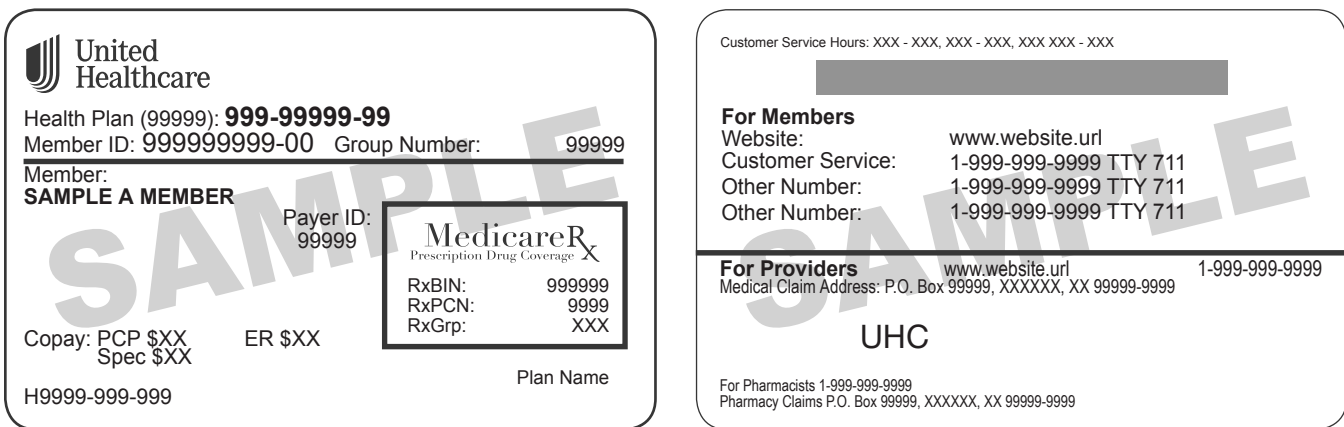 United
Healthcare
Health Plan (99999): 999-99999-99
Member ID: 999999999-00 Group Number: 99999
Member:
SAMPLE A MEMBER
Payer ID:
99999
MedicareRx
Prescription Drug Coverage
RxBIN: 999999
RxPCN: 9999
RxGrp: XXX
Copay: PCP $XX ER $XX
Spec $XX
H9999-999-999
Plan Name
SAMPLE
Customer Service Hours: XXX - XXX, XXX - XXX, XXX XXX - XXX
For Members
Website: www.website.url
Customer Service: 1-999-999-9999 TTY 711
Other Number: 1-999-999-9999 TTY 711
Other Number: 1-999-999-9999 TTY 711
For Providers www.website.url 1-999-999-9999
Medical Claim Address: P.O. Box 99999, XXXXXX, XX 99999-9999
UHC
For Pharmacists 1-999-999-9999
Pharmacy Claims P.O. Box 99999, XXXXXX, XX 99999-9999
SAMPLE